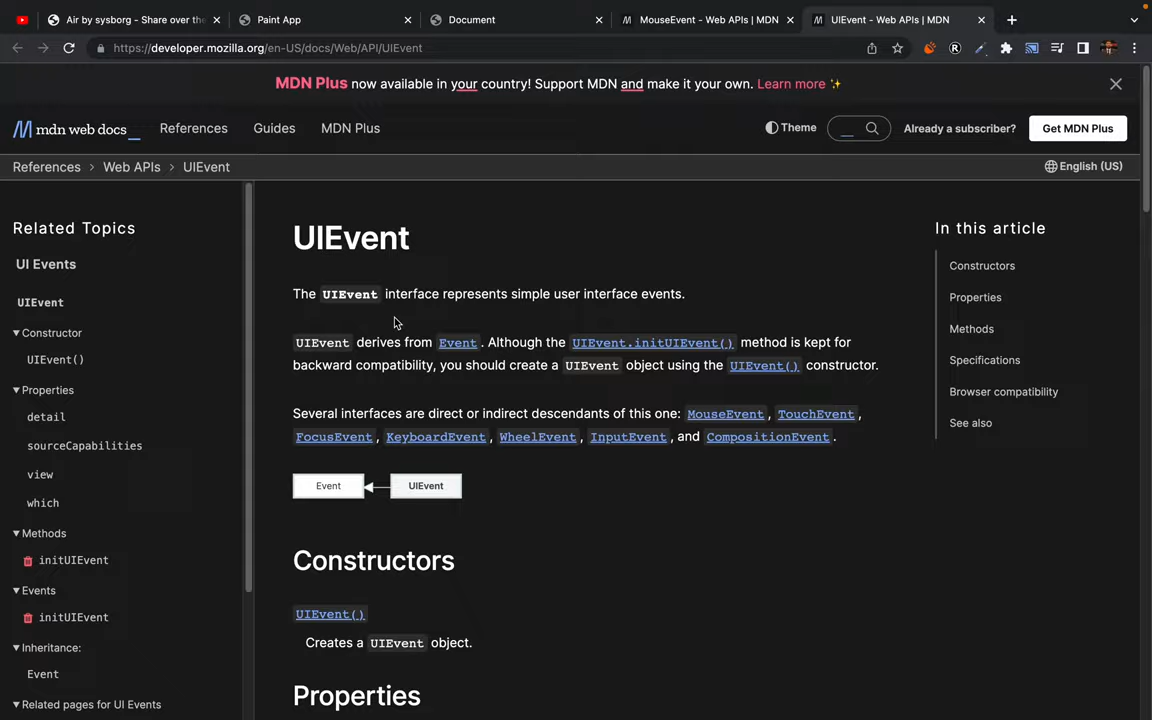 Air by sysborg - Share over the
Paint App
Document
MouseEvent - Web APIs | MDN
UIEvent - Web APIs | MDN
https://developer.mozilla.org/en-US/docs/Web/API/UIEvent
MDN Plus now available in your country! Support MDN and make it your own. Learn more ✨
mdn web docs_
References
Guides
MDN Plus
Theme
Already a subscriber?
Get MDN Plus
References > Web APIs > UIEvent
English (US)
Related Topics
UI Events
UIEvent
Constructor
UIEvent()
Properties
detail
sourceCapabilities
view
which
Methods
initUIEvent
Events
initUIEvent
Inheritance:
Event
Related pages for UI Events
UIEvent
The UIEvent interface represents simple user interface events.
UIEvent derives from Event. Although the UIEvent.initUIEvent() method is kept for
backward compatibility, you should create a UIEvent object using the UIEvent() constructor.
Several interfaces are direct or indirect descendants of this one: MouseEvent, TouchEvent,
FocusEvent, KeyboardEvent, WheelEvent, InputEvent, and CompositionEvent.
Event
UIEvent
Constructors
UIEvent()
Creates a UIEvent object.
Properties
In this article
Constructors
Properties
Methods
Specifications
Browser compatibility
See also